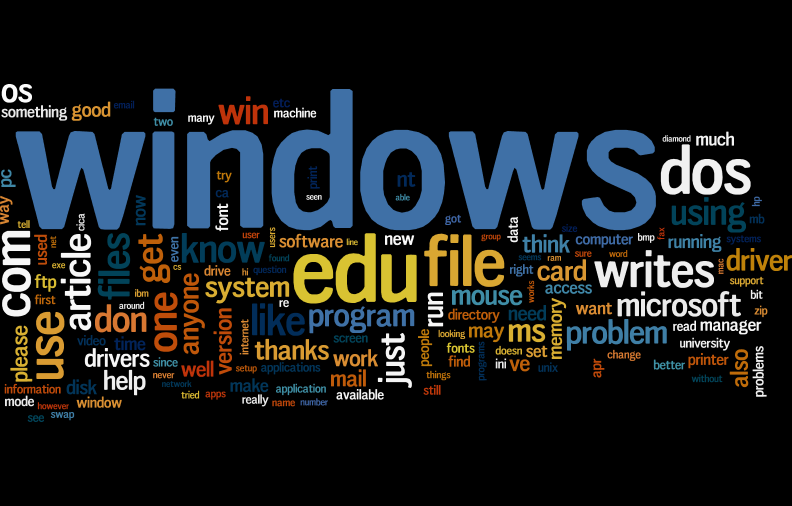 os
something good email
two
many win etc
machine
windows
diamond much
pc
try
ca
print
seen
nt
able
dos
way
tell
cica
now
font
got
using
hp
mb
com
used
net
exe
article
files
get
even
cs
know
user
users
found
software line new
group
data
think
size
computer bmp
fax
running systems
seems ram sure word
mac
driver
support
ftp
first
ibm
around
one
anyone
drive hi question
system
re
edu
file
right card
works
access
writes
bit
zip
use
please
don
video time
version
internet
like
program
screen
run
mouse
directory need
memory
want microsoft
problem
read manager
university
drivers
since
never
network
help
well
setup applications
thanks
work
just
people
looking may ms
fonts
find
things
programs
doesn set
ini ve unix
apr
change
better printer
without
also
problems
information disk
mode however window
see swap
tried apps
make
really
application
name number
mail
available
still